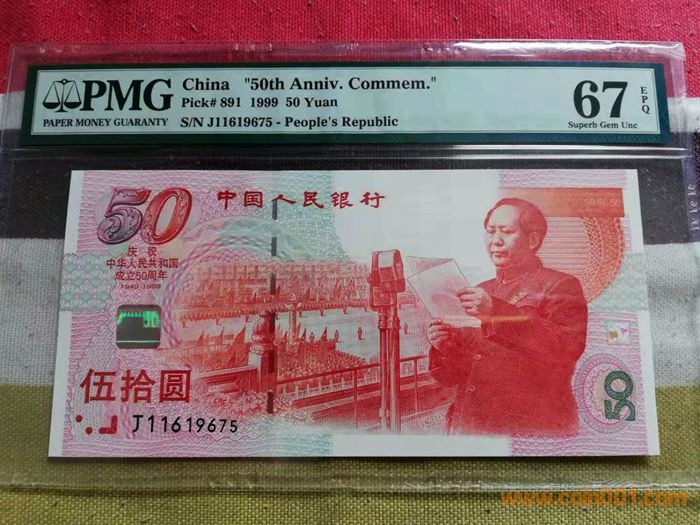 PMG
PAPER MONEY GUARANTY
China "50th Anniv. Commem."
Pick# 891 1999 50 Yuan
S/N J11619675 - People's Republic
67 EPQ
Superb Gem Unc
50
中国人民银行
庆祝
中华人民共和国
成立50周年
1949-1999
50
伍拾圆
J11619675
50
www.coin001.com